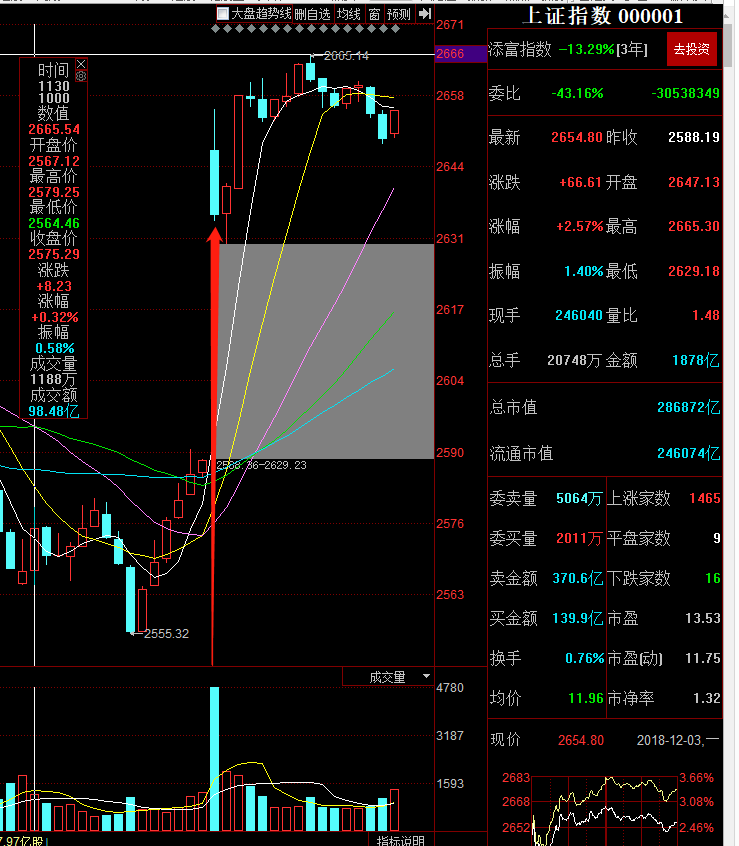 大盘趋势线 删自选 均线 窗 预测
上证指数 000001
2671
2666
2658
2644
2631
2617
2604
2590
2576
2563
2665.14
2588.36-2629.23
2555.32
时间
1130
1000
数值
2665.54
开盘价
2567.12
最高价
2579.25
最低价
2564.46
收盘价
2575.29
涨跌
+8.23
涨幅
+0.32%
振幅
0.58%
成交量
1188万
成交额
98.48亿
成交量
4780
3187
1593
7.97亿股
指标说明
添富指数 -13.29%[3年] 去投资
委比 -43.16% -30538349
最新 2654.80 昨收 2588.19
涨跌 +66.61 开盘 2647.13
涨幅 +2.57% 最高 2665.30
振幅 1.40% 最低 2629.18
现手 246040 量比 1.48
总手 20748万 金额 1878亿
总市值 286872亿
流通市值 246074亿
委卖量 5064万 上涨家数 1465
委买量 2011万 平盘家数 9
卖金额 370.6亿 下跌家数 16
买金额 139.9亿 市盈 13.53
换手 0.76% 市盈(动) 11.75
均价 11.96 市净率 1.32
现价 2654.80 2018-12-03,一
2683 3.66%
2668 3.08%
2652 2.46%